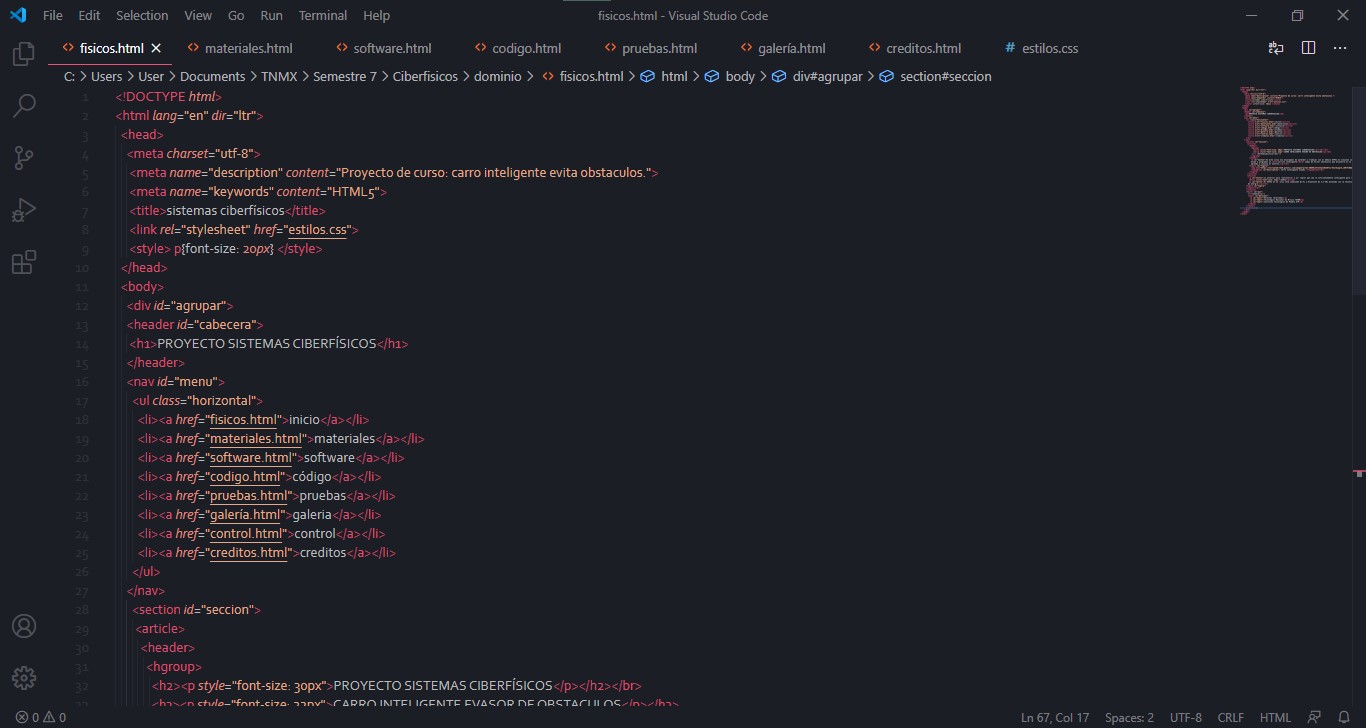 File Edit Selection View Go Run Terminal Help
fisicos.html - Visual Studio Code
fisicos.html materiales.html software.html codigo.html pruebas.html galería.html creditos.html # estilos.css
C: > Users > User > Documents > TNMX > Semestre 7 > Ciberfisicos > dominio > fisicos.html > html > body > div#agrupar > section#seccion
1 <!DOCTYPE html>
2 <html lang="en" dir="ltr">
3 <head>
4 <meta charset="utf-8">
5 <meta name="description" content="Proyecto de curso: carro inteligente evita obstaculos.">
6 <meta name="keywords" content="HTML5">
7 <title>sistemas ciberfísicos</title>
8 <link rel="stylesheet" href="estilos.css">
9 <style> p{font-size: 20px} </style>
10 </head>
11 <body>
12 <div id="agrupar">
13 <header id="cabecera">
14 <h1>PROYECTO SISTEMAS CIBERFÍSICOS</h1>
15 </header>
16 <nav id="menu">
17 <ul class="horizontal">
18 <li><a href="fisicos.html">inicio</a></li>
19 <li><a href="materiales.html">materiales</a></li>
20 <li><a href="software.html">software</a></li>
21 <li><a href="codigo.html">código</a></li>
22 <li><a href="pruebas.html">pruebas</a></li>
23 <li><a href="galería.html">galeria</a></li>
24 <li><a href="control.html">control</a></li>
25 <li><a href="creditos.html">creditos</a></li>
26 </ul>
27 </nav>
28 <section id="seccion">
29 <article>
30 <header>
31 <hgroup>
32 <h2><p style="font-size: 30px">PROYECTO SISTEMAS CIBERFÍSICOS</p></h2></br>
33 <h2><p style="font-size: 22px">CARRO INTELIGENTE EVASOR DE OBSTACULOS</p></h2>
0 0 Ln 67, Col 17 Spaces: 2 UTF-8 CRLF HTML